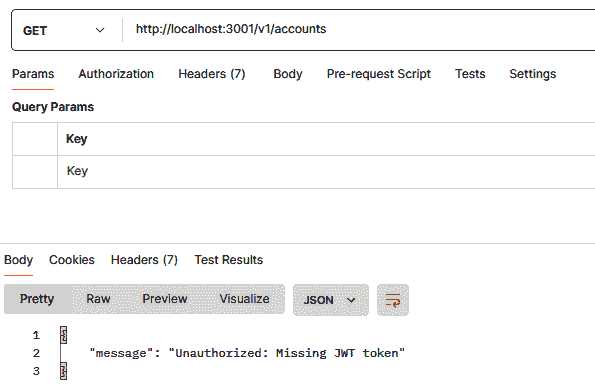 GET http://localhost:3001/v1/accounts
Params Authorization Headers (7) Body Pre-request Script Tests Settings
Query Params
Key
Key
Body Cookies Headers (7) Test Results
Pretty Raw Preview Visualize JSON
1 {
2 "message": "Unauthorized: Missing JWT token"
3 }